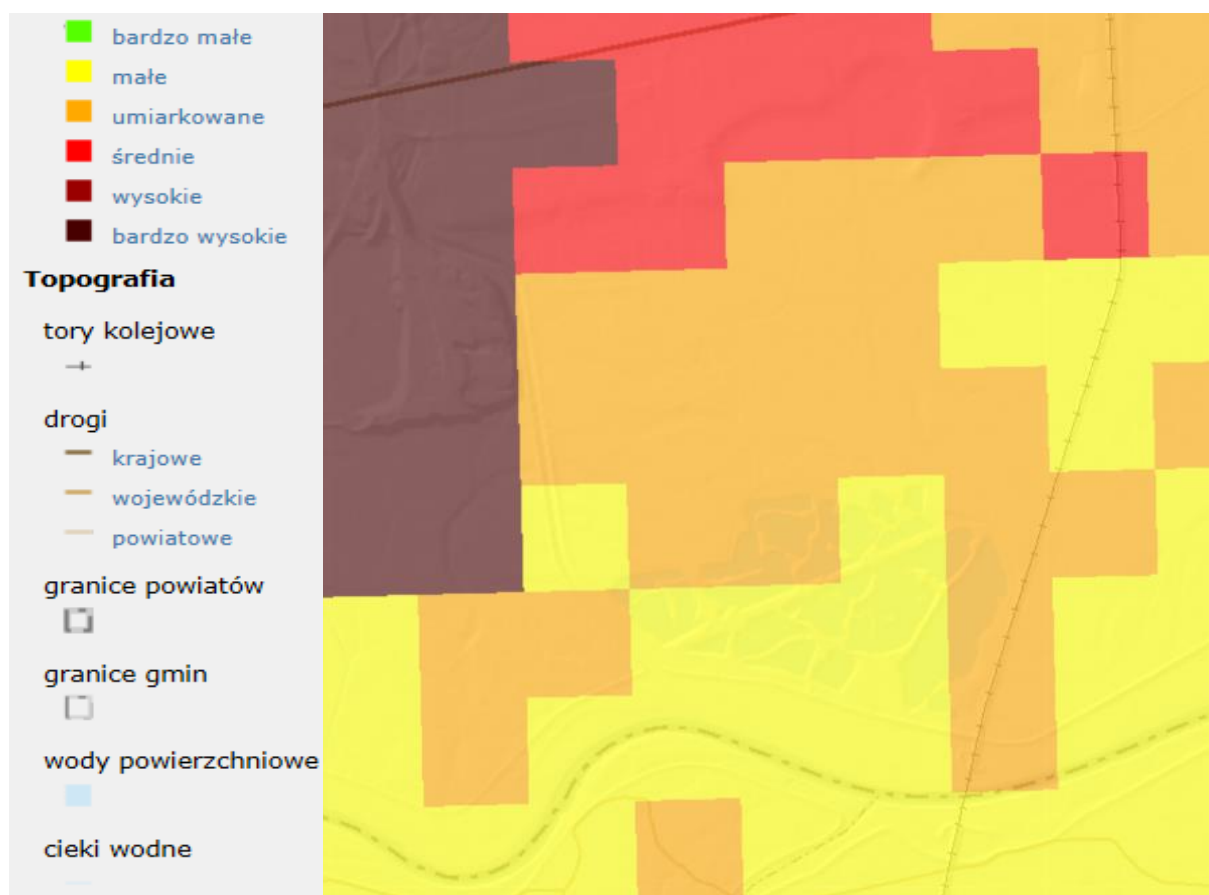 bardzo małe
małe
umiarkowane
średnie
wysokie
bardzo wysokie
Topografia
tory kolejowe
drogi
krajowe
wojewódzkie
powiatowe
granice powiatów
granice gmin
wody powierzchniowe
cieki wodne